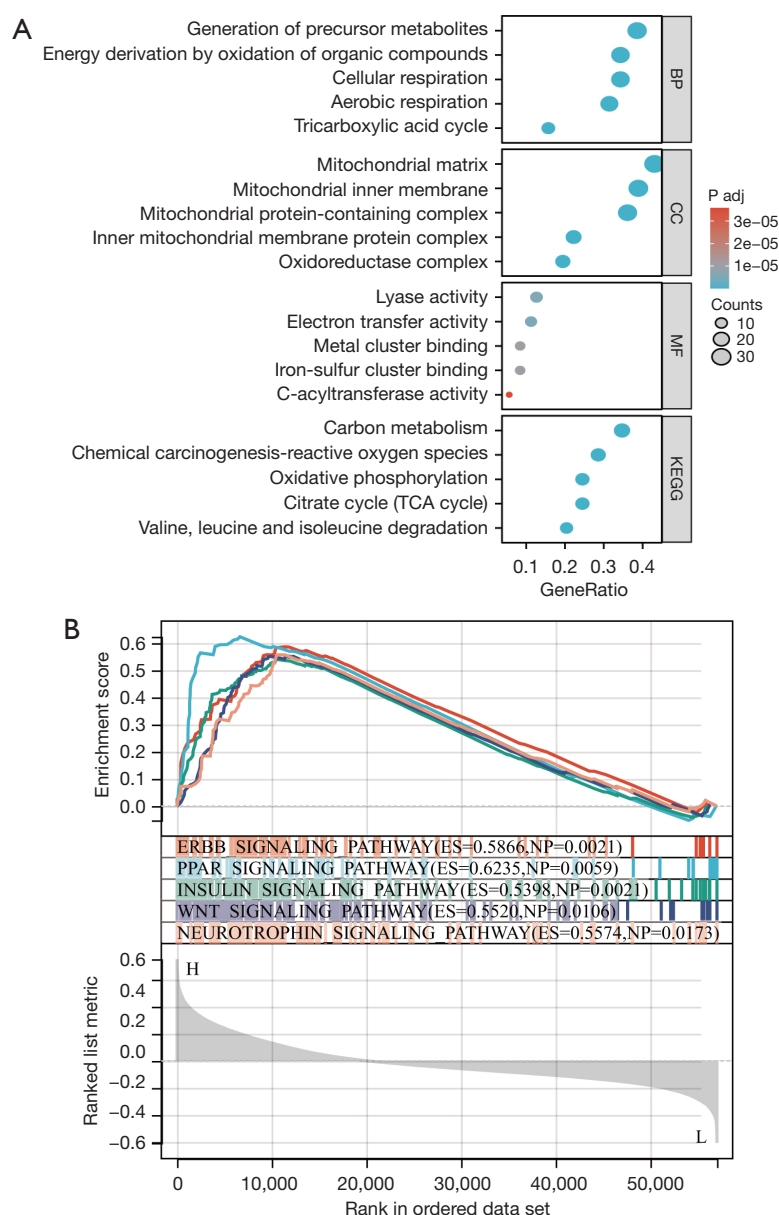 A
Generation of precursor metabolites
Energy derivation by oxidation of organic compounds
Cellular respiration
Aerobic respiration
Tricarboxylic acid cycle
BP
Mitochondrial matrix
Mitochondrial inner membrane
Mitochondrial protein-containing complex
Inner mitochondrial membrane protein complex
Oxidoreductase complex
CC
Lyase activity
Electron transfer activity
Metal cluster binding
Iron-sulfur cluster binding
C-acyltransferase activity
MF
Carbon metabolism
Chemical carcinogenesis-reactive oxygen species
Oxidative phosphorylation
Citrate cycle (TCA cycle)
Valine, leucine and isoleucine degradation
KEGG
0.1 0.2 0.3 0.4
GeneRatio
P adj
3e−05
2e−05
1e−05
Counts
10
20
30
B
Enrichment score
0.6
0.5
0.4
0.3
0.2
0.1
0.0
ERBB_SIGNALING_PATHWAY(ES=0.5866,NP=0.0021)
PPAR_SIGNALING_PATHWAY(ES=0.6235,NP=0.0059)
INSULIN_SIGNALING_PATHWAY(ES=0.5398,NP=0.0021)
WNT_SIGNALING_PATHWAY(ES=0.5520,NP=0.0106)
NEUROTROPHIN_SIGNALING_PATHWAY(ES=0.5574,NP=0.0173)
Ranked list metric
0.6
0.4
0.2
0.0
−0.2
−0.4
−0.6
H
L
0 10,000 20,000 30,000 40,000 50,000
Rank in ordered data set